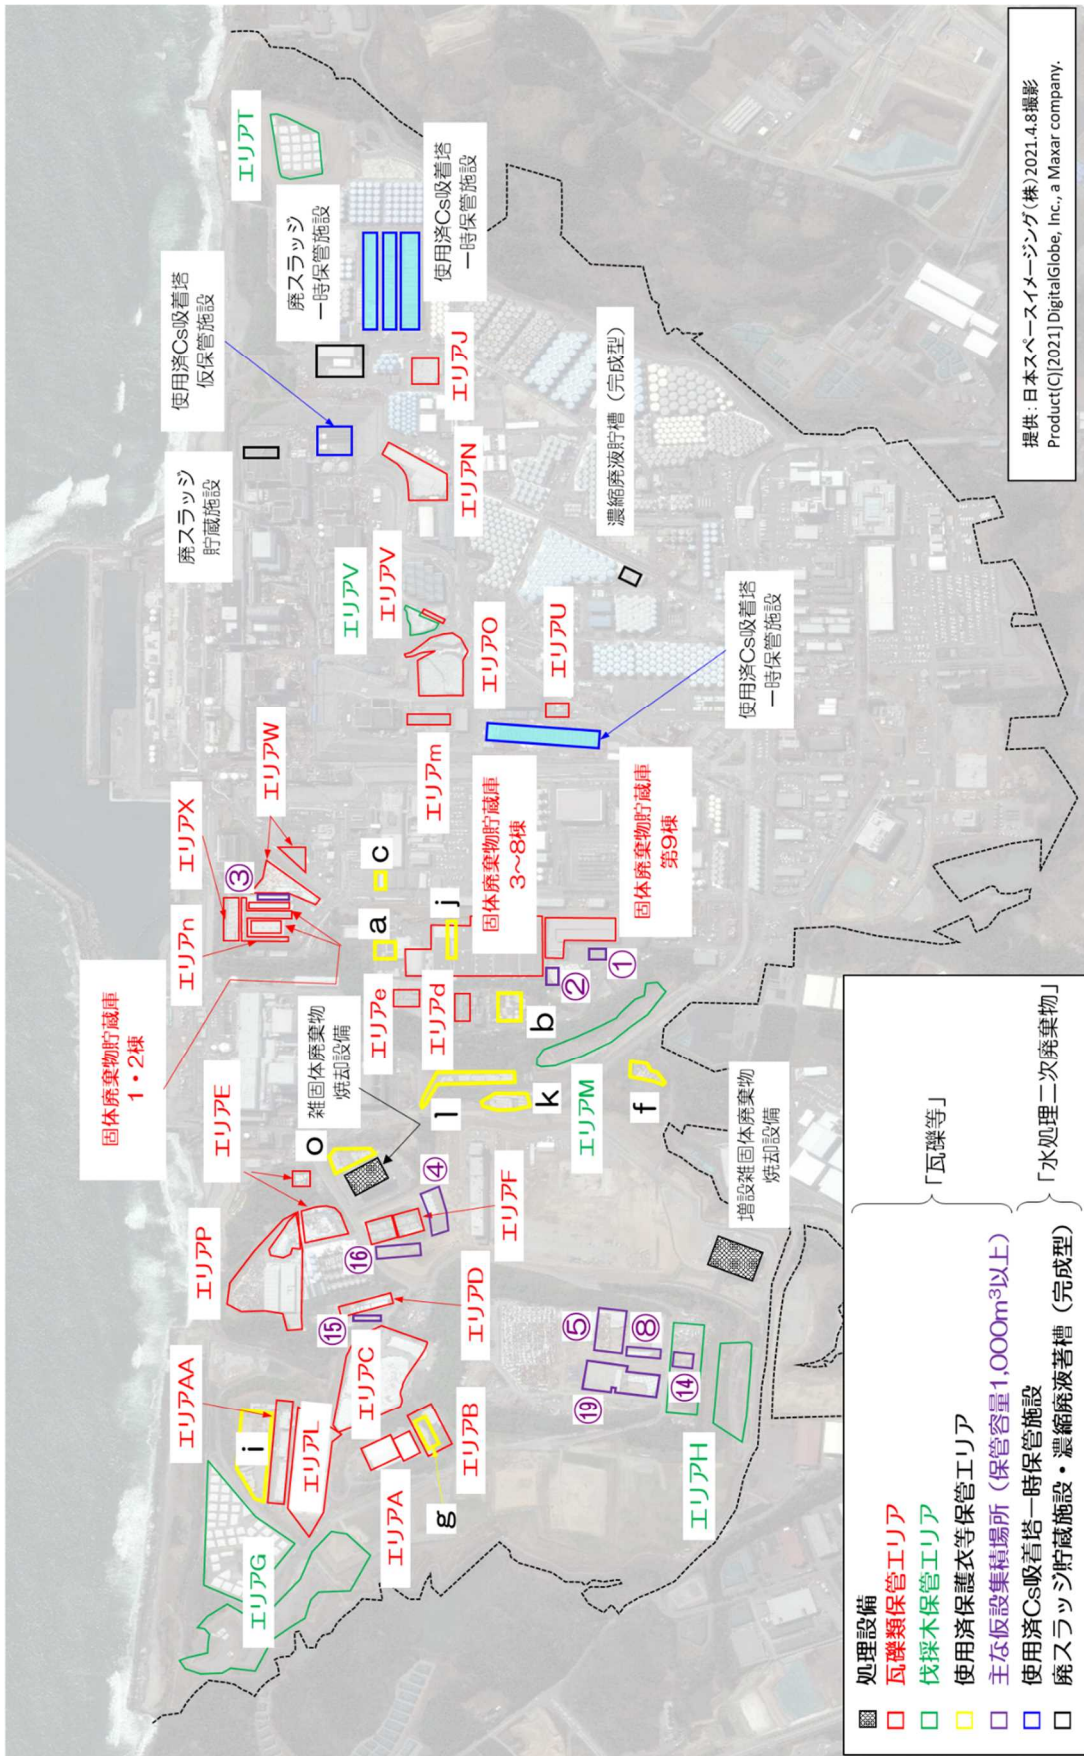 エリアT
廃スラッジ
一時保管施設
使用済Cs吸着塔
一時保管施設
使用済Cs吸着塔
仮保管施設
エリアJ
廃スラッジ
貯蔵施設
エリアN
濃縮廃液貯槽（完成型）
エリアV
エリアV
エリアO
エリアU
使用済Cs吸着塔
一時保管施設
エリアm
エリアW
エリアX
③
エリアn
固体廃棄物貯蔵庫
1・2棟
c
a
j
固体廃棄物貯蔵庫
3～8棟
固体廃棄物貯蔵庫
第9棟
①
②
エリアe
エリアd
b
エリアM
l
k
f
雑固体廃棄物
焼却設備
o
エリアE
エリアP
④
エリアF
⑯
エリアD
⑮
エリアC
増設雑固体廃棄物
焼却設備
⑤
⑧
⑲
⑭
エリアH
エリアAA
i
エリアL
エリアB
エリアA
g
エリアG
処理設備
瓦礫類保管エリア
伐採木保管エリア
使用済保護衣等保管エリア
主な仮設集積場所（保管容量1,000m³以上）
使用済Cs吸着塔一時保管施設
廃スラッジ貯蔵施設・濃縮廃液著槽（完成型）
「瓦礫等」
「水処理二次廃棄物」
提供：日本スペースイメージング（株）2021.4.8撮影
Product(C)[2021] DigitalGlobe, Inc., a Maxar company.